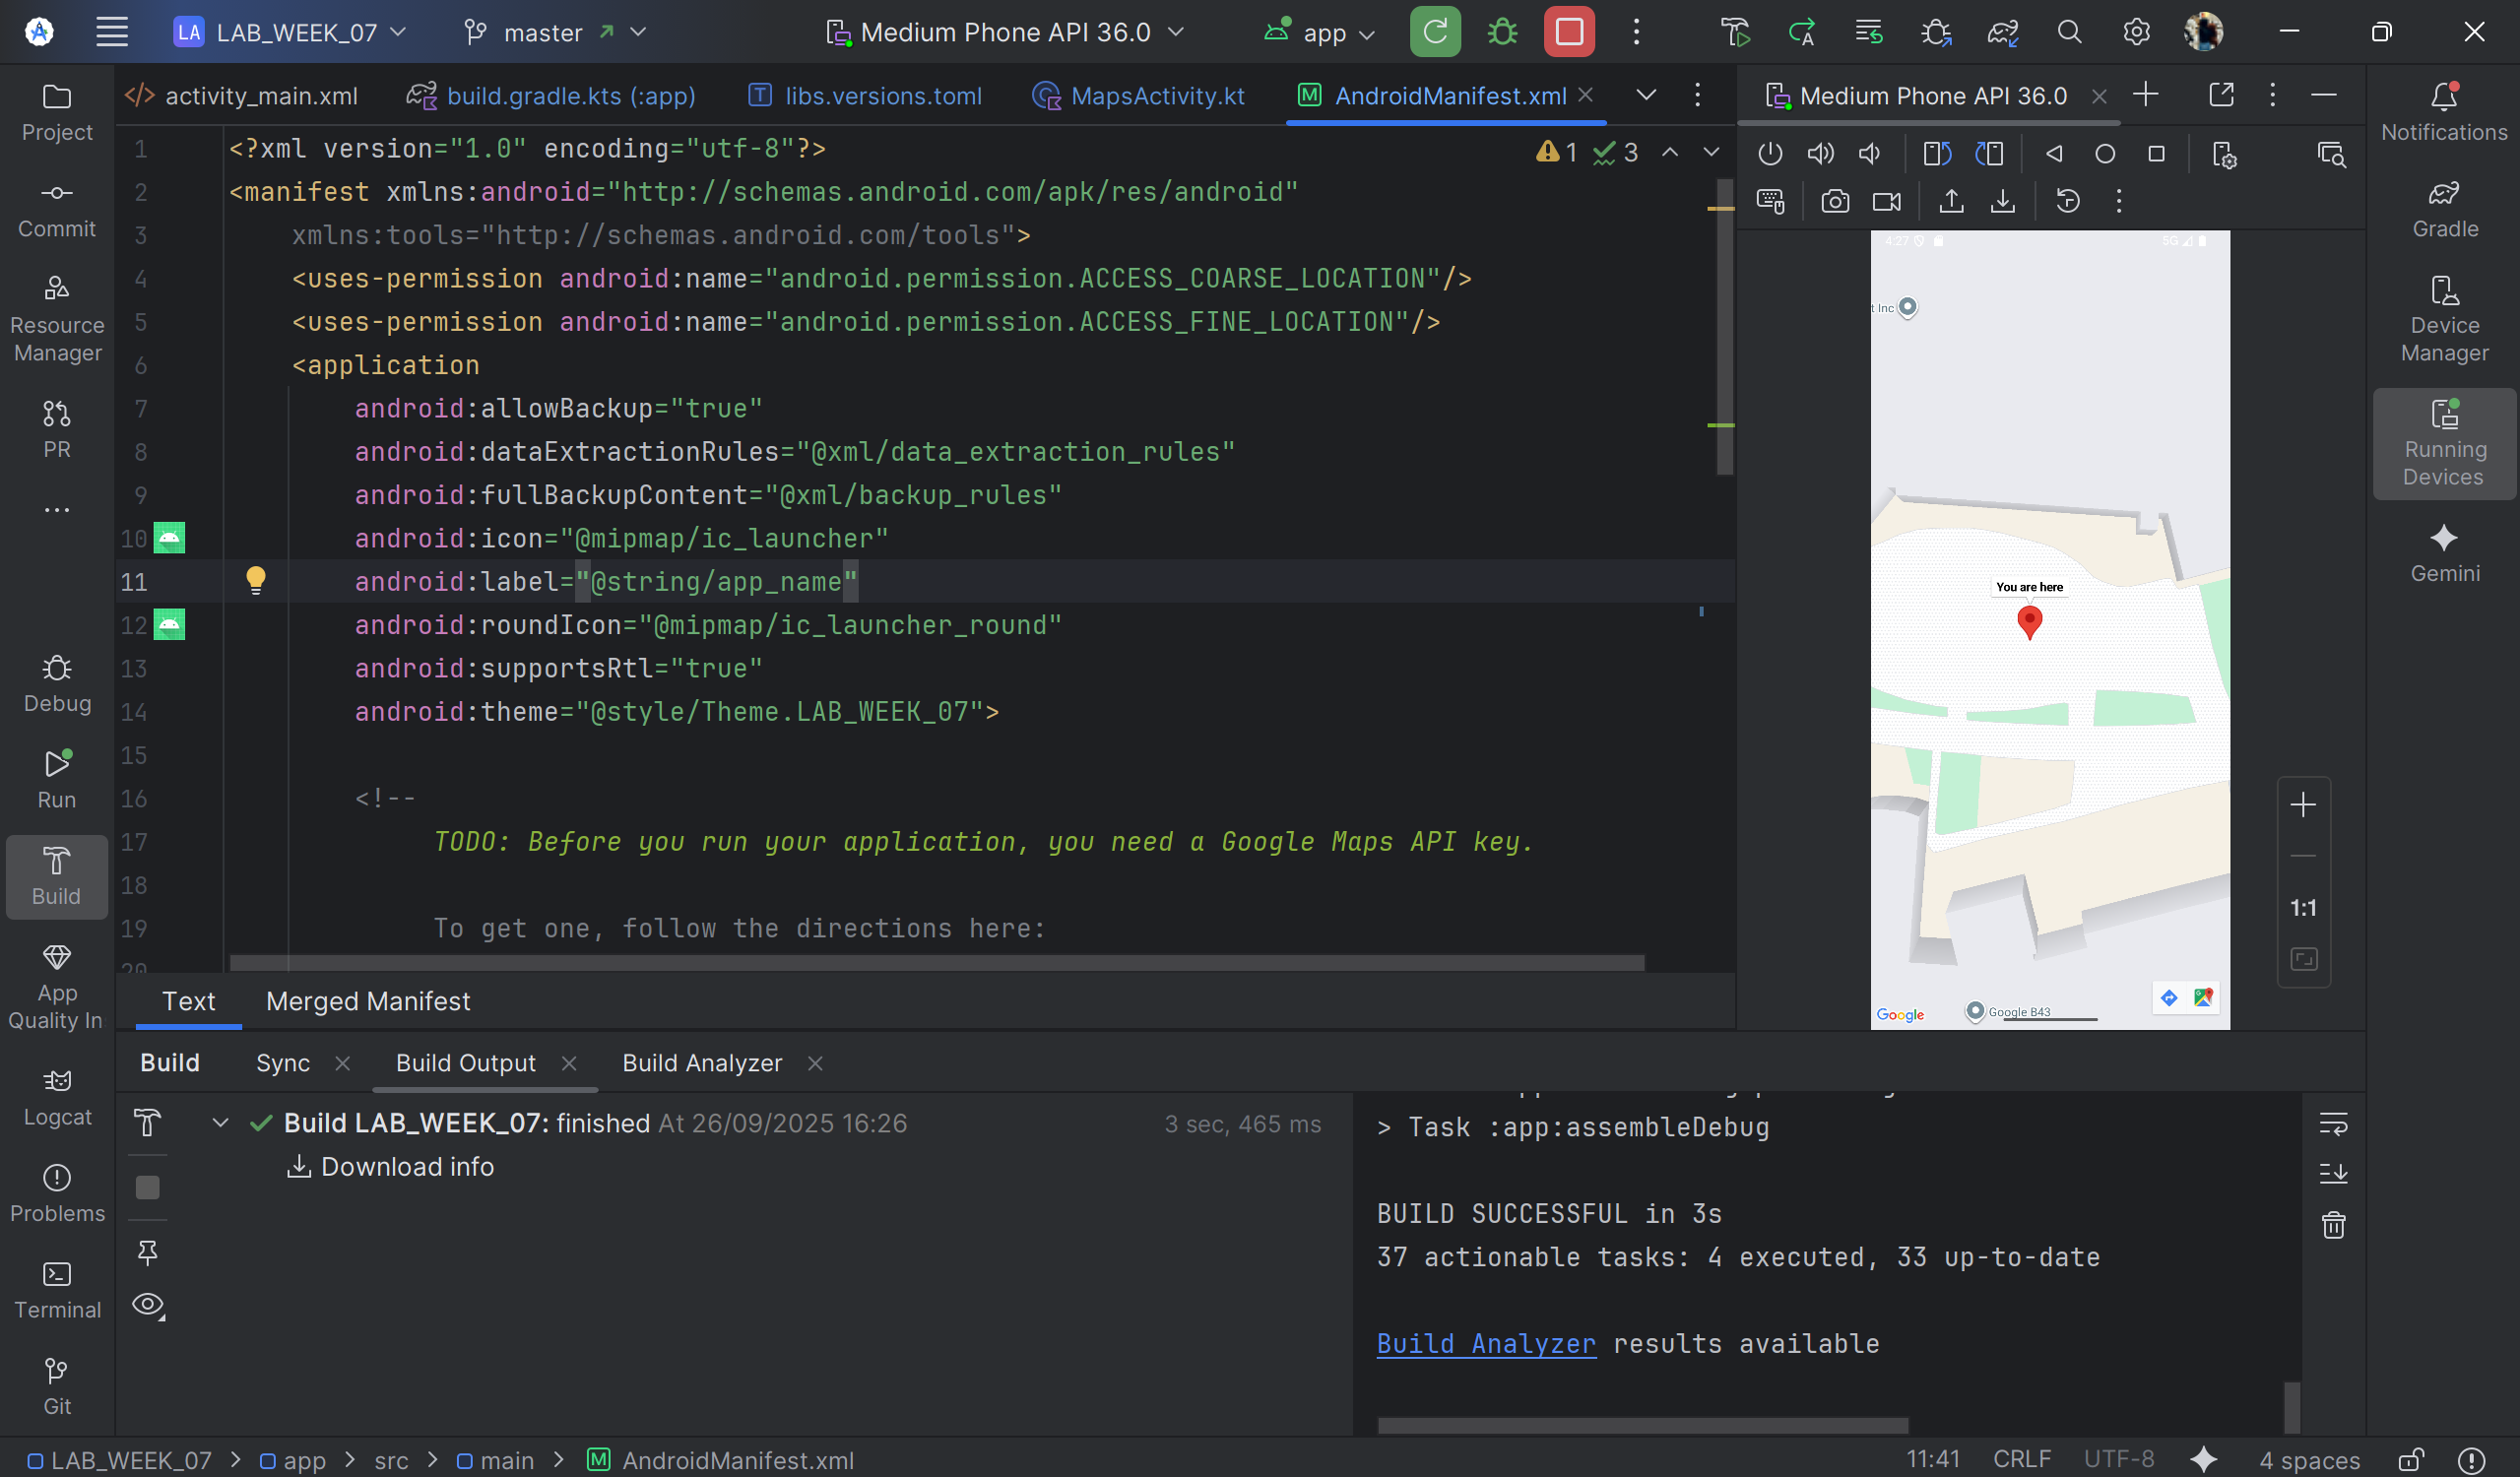 LA LAB_WEEK_07
master
Medium Phone API 36.0
app
Project
Commit
Resource
Manager
PR
Debug
Run
Build
App
Quality In
Logcat
Problems
Terminal
Git
activity_main.xml
build.gradle.kts (:app)
libs.versions.toml
MapsActivity.kt
AndroidManifest.xml
1 3
1 <?xml version="1.0" encoding="utf-8"?>
2 <manifest xmlns:android="http://schemas.android.com/apk/res/android"
3 xmlns:tools="http://schemas.android.com/tools">
4 <uses-permission android:name="android.permission.ACCESS_COARSE_LOCATION"/>
5 <uses-permission android:name="android.permission.ACCESS_FINE_LOCATION"/>
6 <application
7 android:allowBackup="true"
8 android:dataExtractionRules="@xml/data_extraction_rules"
9 android:fullBackupContent="@xml/backup_rules"
10 android:icon="@mipmap/ic_launcher"
11 android:label="@string/app_name"
12 android:roundIcon="@mipmap/ic_launcher_round"
13 android:supportsRtl="true"
14 android:theme="@style/Theme.LAB_WEEK_07">
15
16 <!--
17 TODO: Before you run your application, you need a Google Maps API key.
18
19 To get one, follow the directions here:
20
Text
Merged Manifest
Medium Phone API 36.0
4:27
5G
t Inc
You are here
Google
Google B43
1:1
Notifications
Gradle
Device
Manager
Running
Devices
Gemini
Build
Sync
Build Output
Build Analyzer
Build LAB_WEEK_07: finished At 26/09/2025 16:26 3 sec, 465 ms
Download info
> Task :app:assembleDebug
BUILD SUCCESSFUL in 3s
37 actionable tasks: 4 executed, 33 up-to-date
Build Analyzer results available
LAB_WEEK_07 > app > src > main > AndroidManifest.xml
11:41
CRLF
UTF-8
4 spaces